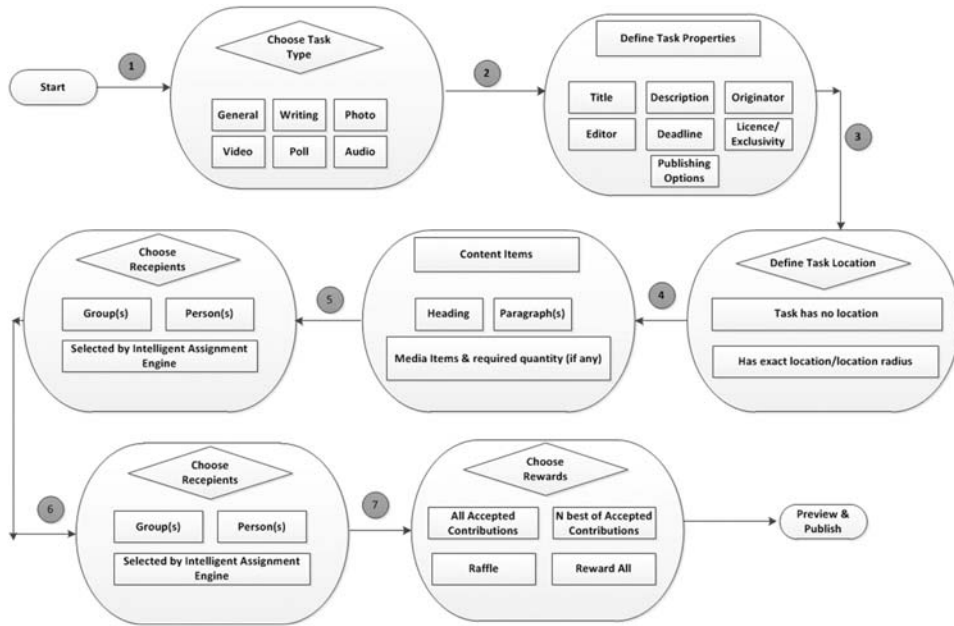 Start
1
Choose Task
Type
General
Writing
Photo
Video
Poll
Audio
2
Define Task Properties
Title
Description
Originator
Editor
Deadline
Licence/
Exclusivity
Publishing
Options
3
Define Task Location
Task has no location
Has exact location/location radius
4
Content Items
Heading
Paragraph(s)
Media Items & required quantity (if any)
5
Choose
Recepients
Group(s)
Person(s)
Selected by Intelligent Assignment
Engine
6
Choose
Recepients
Group(s)
Person(s)
Selected by Intelligent Assignment
Engine
7
Choose
Rewards
All Accepted
Contributions
N best of Accepted
Contributions
Raffle
Reward All
Preview &
Publish